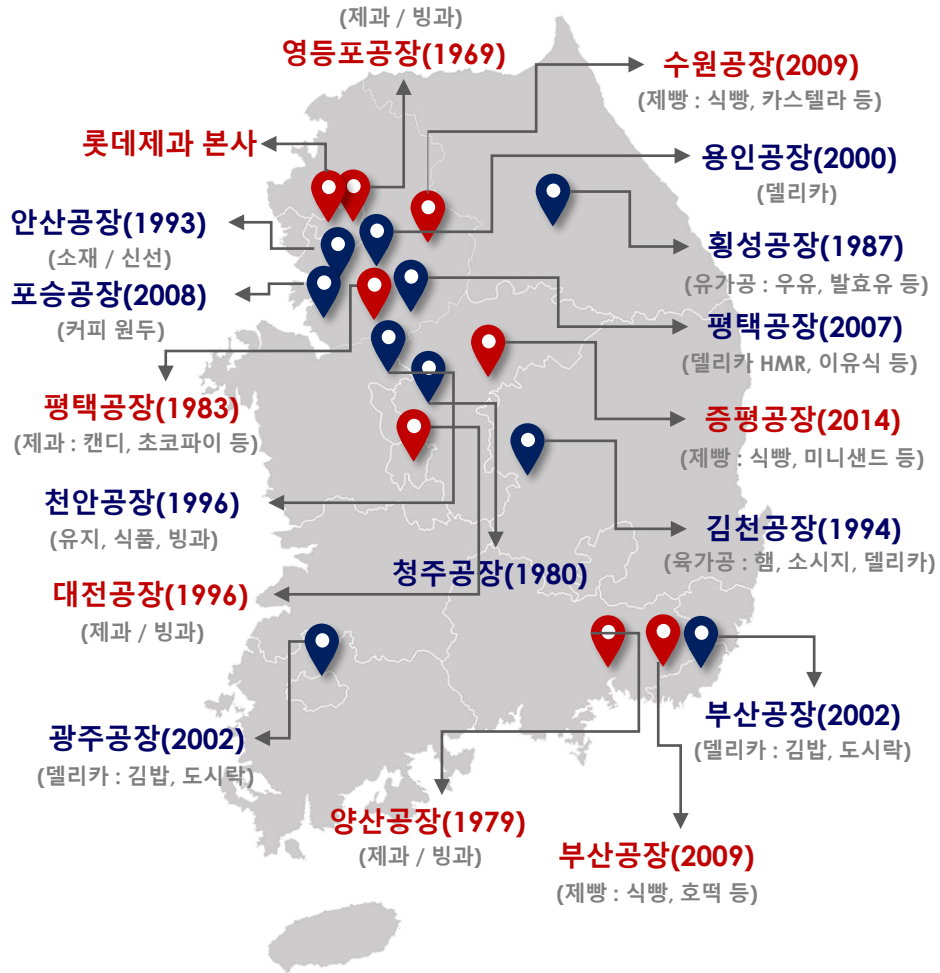 (제과 / 빙과)
영등포공장(1969)
수원공장(2009)
(제빵 : 식빵, 카스텔라 등)
롯데제과 본사
용인공장(2000)
(델리카)
안산공장(1993)
(소재 / 신선)
횡성공장(1987)
(유가공 : 우유, 발효유 등)
포승공장(2008)
(커피 원두)
평택공장(2007)
(델리카 HMR, 이유식 등)
평택공장(1983)
(제과 : 캔디, 초코파이 등)
증평공장(2014)
(제빵 : 식빵, 미니샌드 등)
천안공장(1996)
(유지, 식품, 빙과)
김천공장(1994)
(육가공 : 햄, 소시지, 델리카)
청주공장(1980)
대전공장(1996)
(제과 / 빙과)
부산공장(2002)
(델리카 : 김밥, 도시락)
광주공장(2002)
(델리카 : 김밥, 도시락)
양산공장(1979)
(제과 / 빙과)
부산공장(2009)
(제빵 : 식빵, 호떡 등)